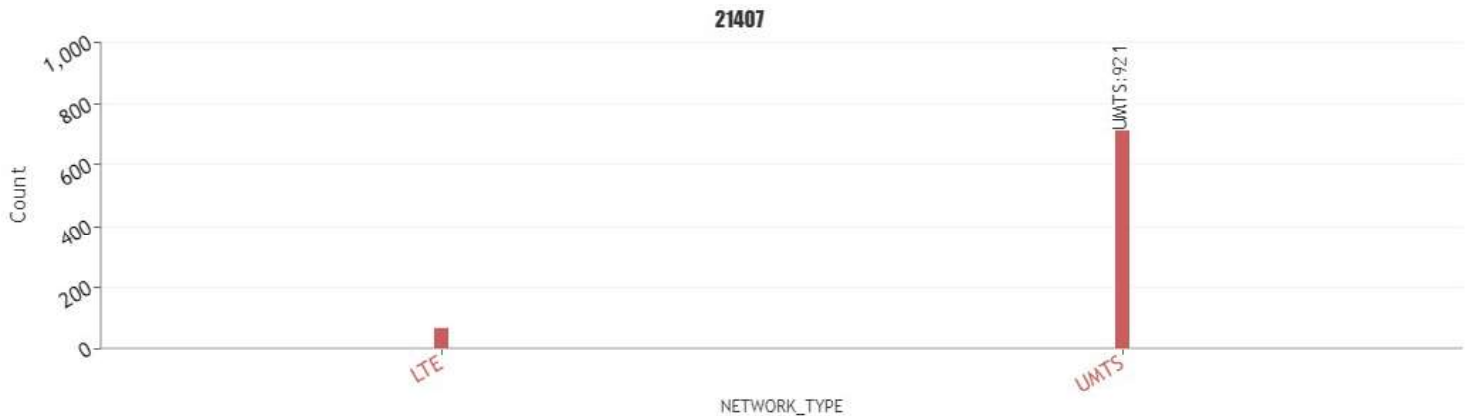 21407
1,000
800
600
400
200
0
Count
UMTS:921
LTE
UMTS
NETWORK_TYPE